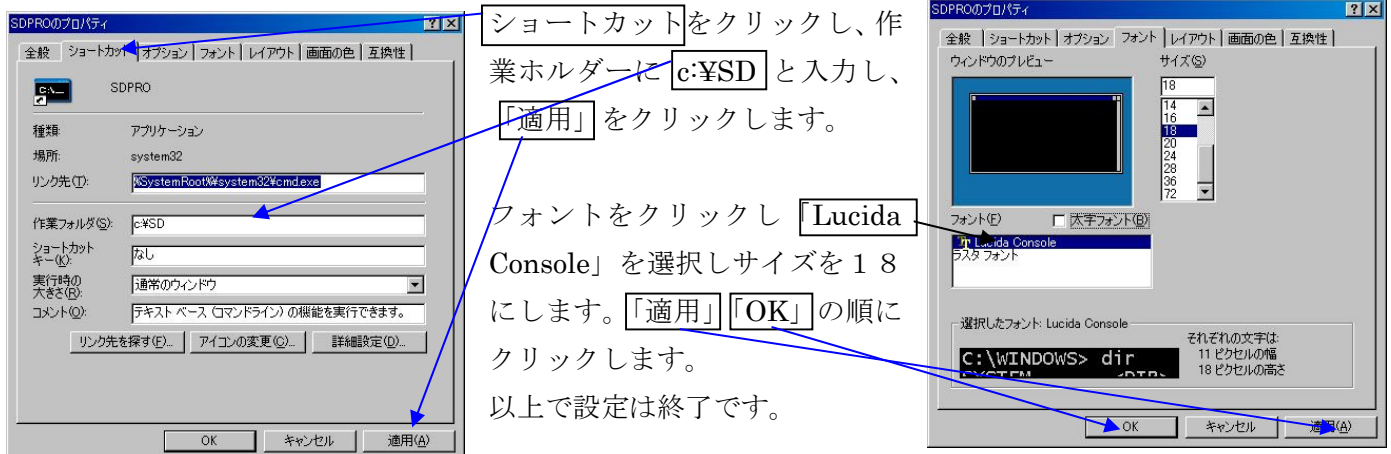 SDPROのプロパティ
全般 ショートカット オプション フォント レイアウト 画面の色 互換性
SDPRO
種類: アプリケーション
場所: system32
リンク先(T): %SystemRoot%¥system32¥cmd.exe
作業フォルダ(S): c:¥SD
ショートカット
キー(K): なし
実行時の
大きさ(R): 通常のウィンドウ
コメント(O): テキスト ベース (コマンドライン) の機能を実行できます。
リンク先を探す(F)... アイコンの変更(C)... 詳細設定(D)...
OK キャンセル 適用(A)
ショートカットをクリックし、作
業ホルダーに c:¥SD と入力し、
「適用」をクリックします。
フォントをクリックし「Lucida
Console」を選択しサイズを18
にします。「適用」「OK」の順に
クリックします。
以上で設定は終了です。
SDPROのプロパティ
全般 ショートカット オプション フォント レイアウト 画面の色 互換性
ウィンドウのプレビュー サイズ(S)
18
14
16
18
20
24
28
36
72
フォント(F) 太字フォント(B)
Lucida Console
ラスタ フォント
選択したフォント: Lucida Console
それぞれの文字は:
11 ピクセルの幅
18 ピクセルの高さ
C:\WINDOWS> dir
SYSTEM <DIR>
OK キャンセル 適用(A)